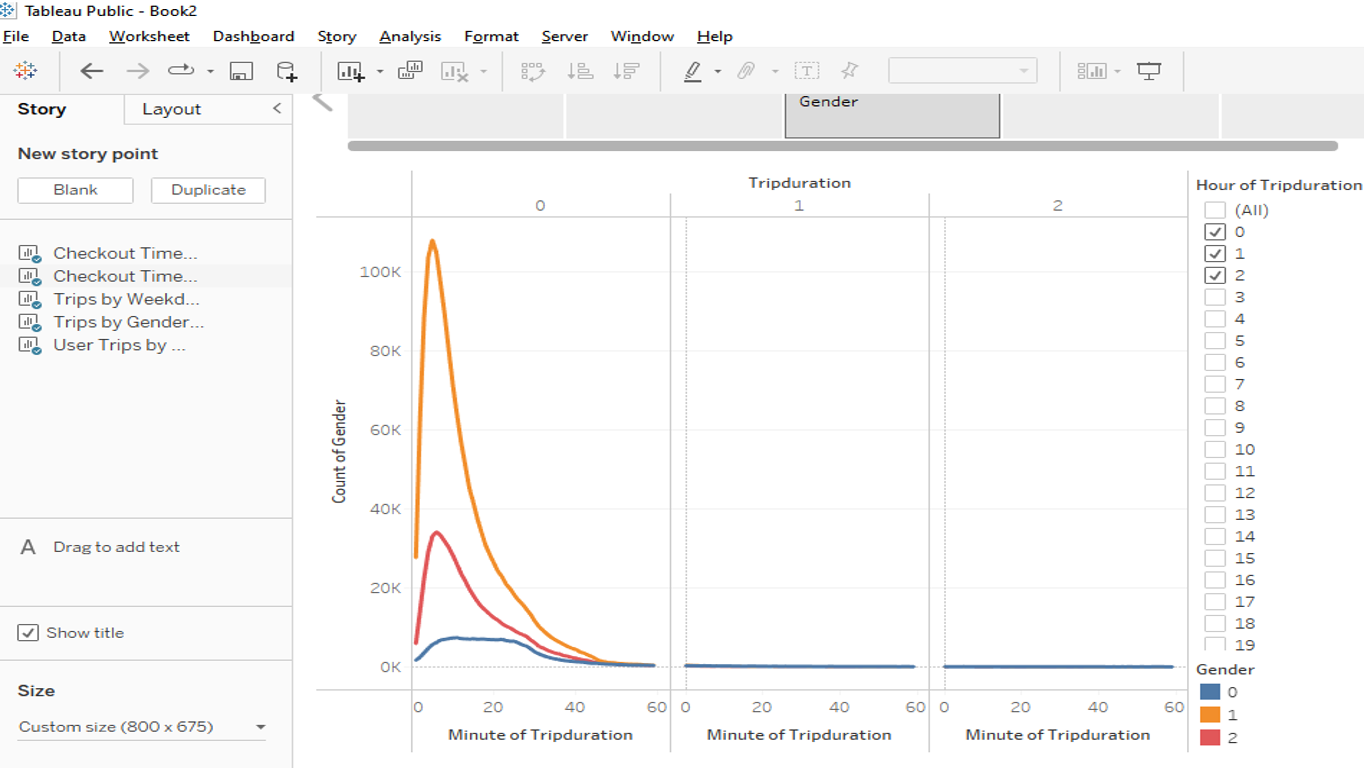 Tableau Public - Book2
File Data Worksheet Dashboard Story Analysis Format Server Window Help
Story Layout
New story point
Blank Duplicate
Checkout Time...
Checkout Time...
Trips by Weekd...
Trips by Gender...
User Trips by ...
A Drag to add text
Show title
Size
Custom size (800 x 675)
Gender
Tripduration
0 1 2
Count of Gender
100K
80K
60K
40K
20K
0K
0 20 40 60 0 20 40 60 0 20 40 60
Minute of Tripduration Minute of Tripduration Minute of Tripduration
Hour of Tripduration
(All)
0
1
2
3
4
5
6
7
8
9
10
11
12
13
14
15
16
17
18
19
Gender
0
1
2